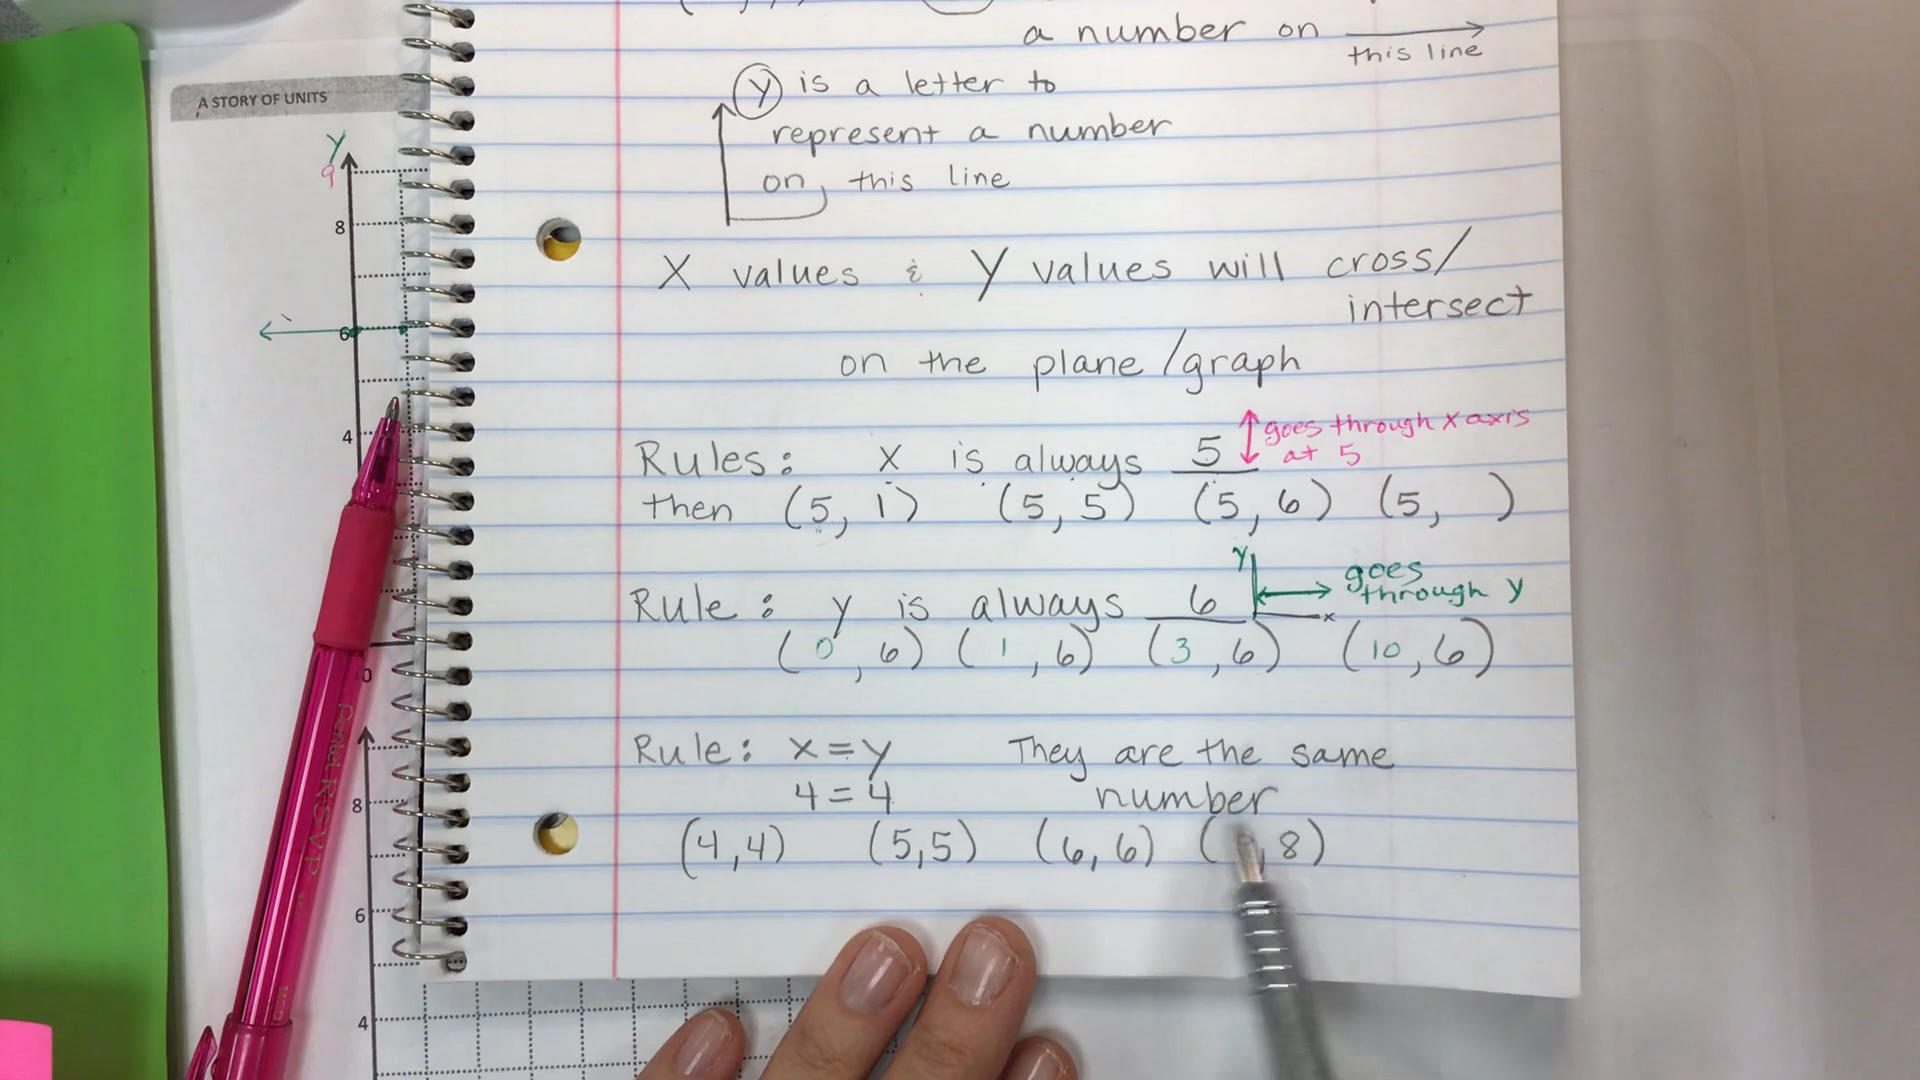 a number on
this line
A STORY OF UNITS
y is a letter to
represent a number
on, this line
y
9
8
6
4
X values & Y values will cross/
intersect
on the plane/graph
Rules: x is always 5 goes through x axis
at 5
then (5, 1) (5,5) (5, 6) (5, )
Rule: y is always 6 y x goes
through y
(0, 6) (1, 6) (3, 6) (10, 6)
0
Rule: x = y They are the same
4 = 4 number
(4,4) (5,5) (6,6) ( ,8)
8
6
4
Pentel R.S.V.P.